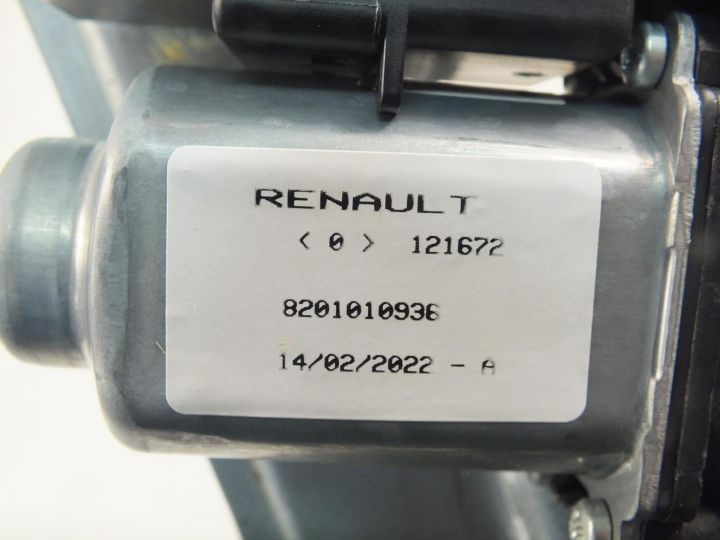 RENAULT
< 0 > 121672
8201010936
14/02/2022 - A